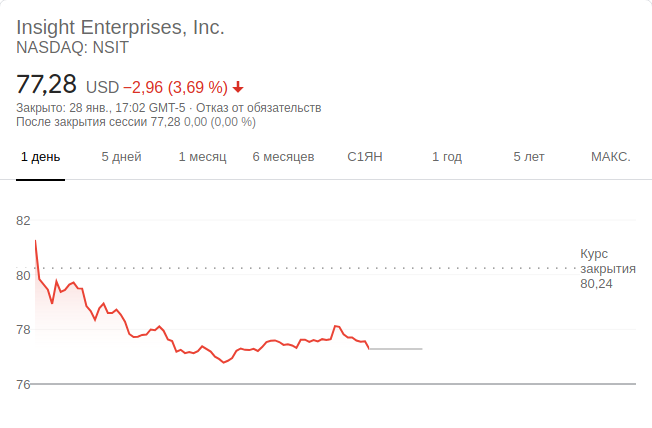 Insight Enterprises, Inc.
NASDAQ: NSIT
77,28 USD −2,96 (3,69 %)
Закрыто: 28 янв., 17:02 GMT-5 · Отказ от обязательств
После закрытия сессии 77,28 0,00 (0,00 %)
1 день 5 дней 1 месяц 6 месяцев С1ЯН 1 год 5 лет МАКС.
82
Курс
закрытия
80,24
80
78
76